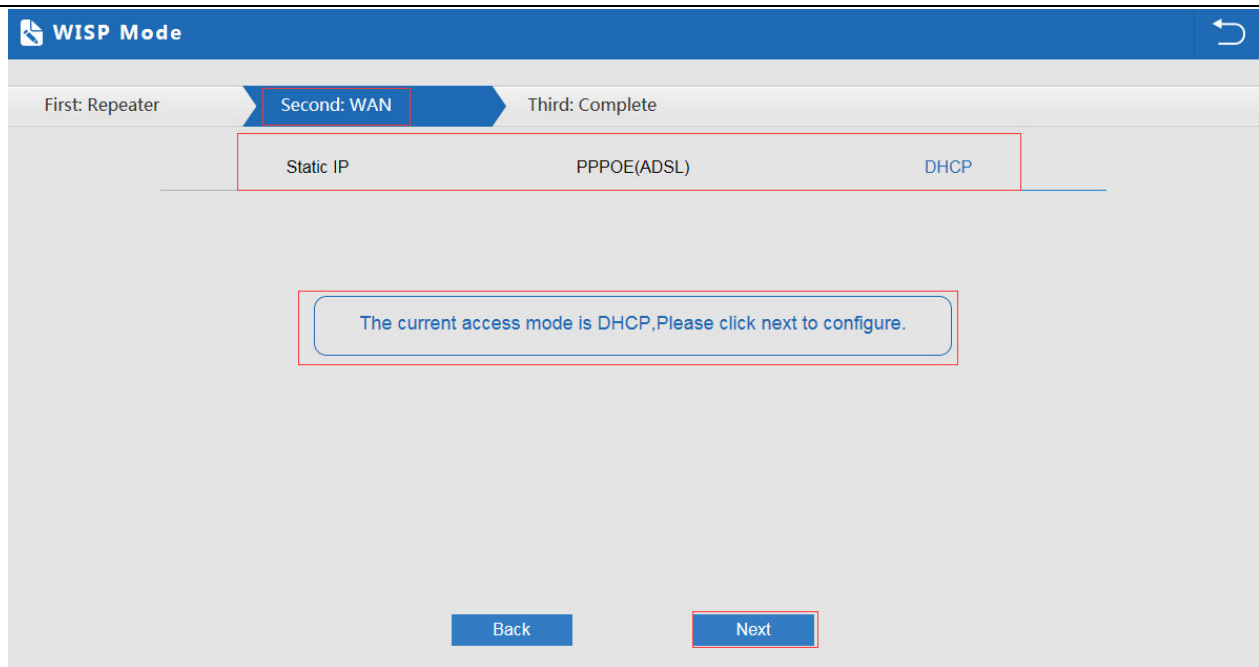 WISP Mode
First: Repeater Second: WAN Third: Complete
Static IP PPPOE(ADSL) DHCP
The current access mode is DHCP,Please click next to configure.
Back Next